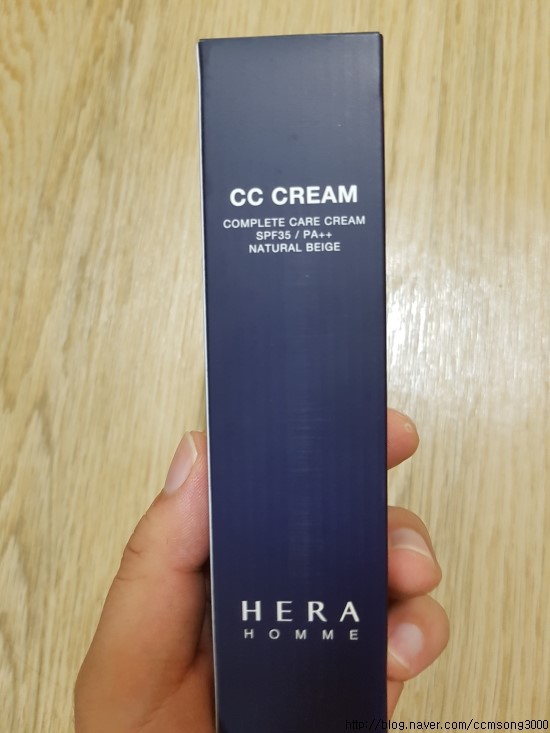 CC CREAM
COMPLETE CARE CREAM
SPF35 / PA++
NATURAL BEIGE
HERA
HOMME
http://blog.naver.com/ccmsong3000